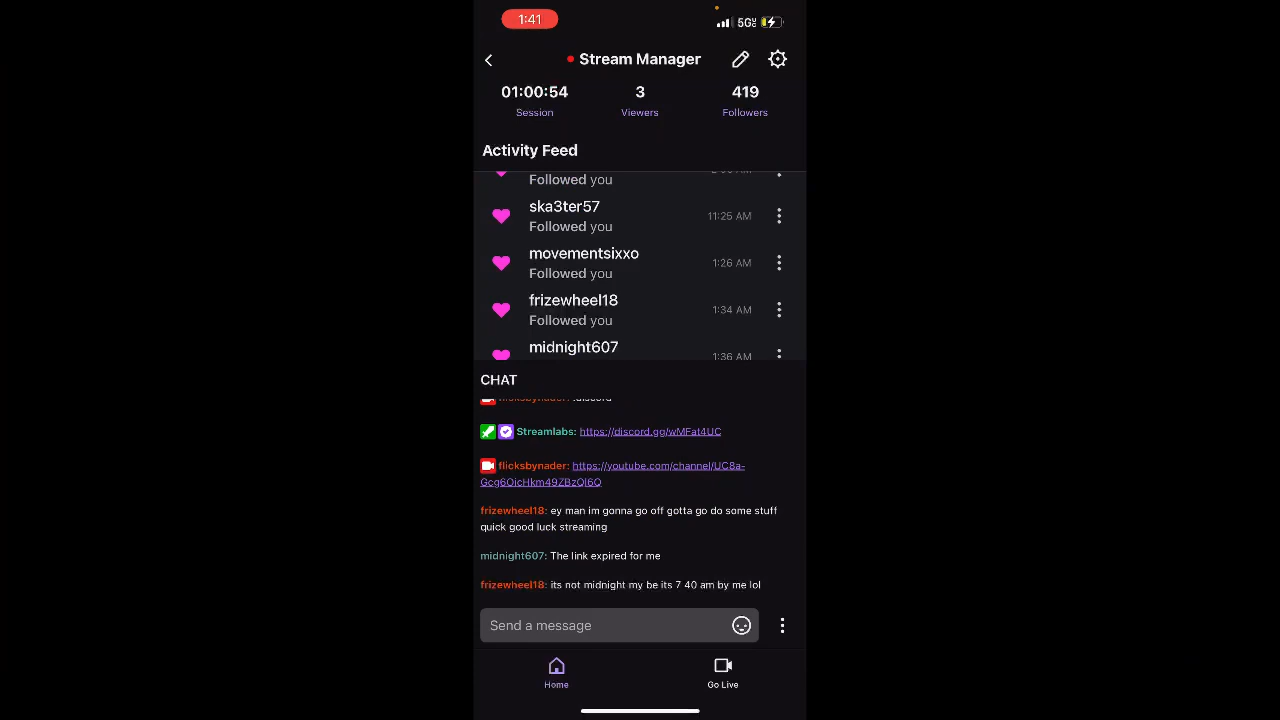 1:41
5G
Stream Manager
01:00:54
3
419
Session
Viewers
Followers
Activity Feed
Followed you
ska3ter57
11:25 AM
Followed you
movementsixxo
1:26 AM
Followed you
frizewheel18
1:34 AM
Followed you
midnight607
1:36 AM
CHAT
flicksbynader: !discord
Streamlabs: https://discord.gg/wMFat4UC
flicksbynader: https://youtube.com/channel/UC8a-
Gcg6OicHkm49ZBzQI6Q
frizewheel18: ey man im gonna go off gotta go do some stuff
quick good luck streaming
midnight607: The link expired for me
frizewheel18: its not midnight my be its 7 40 am by me lol
Send a message
Home
Go Live